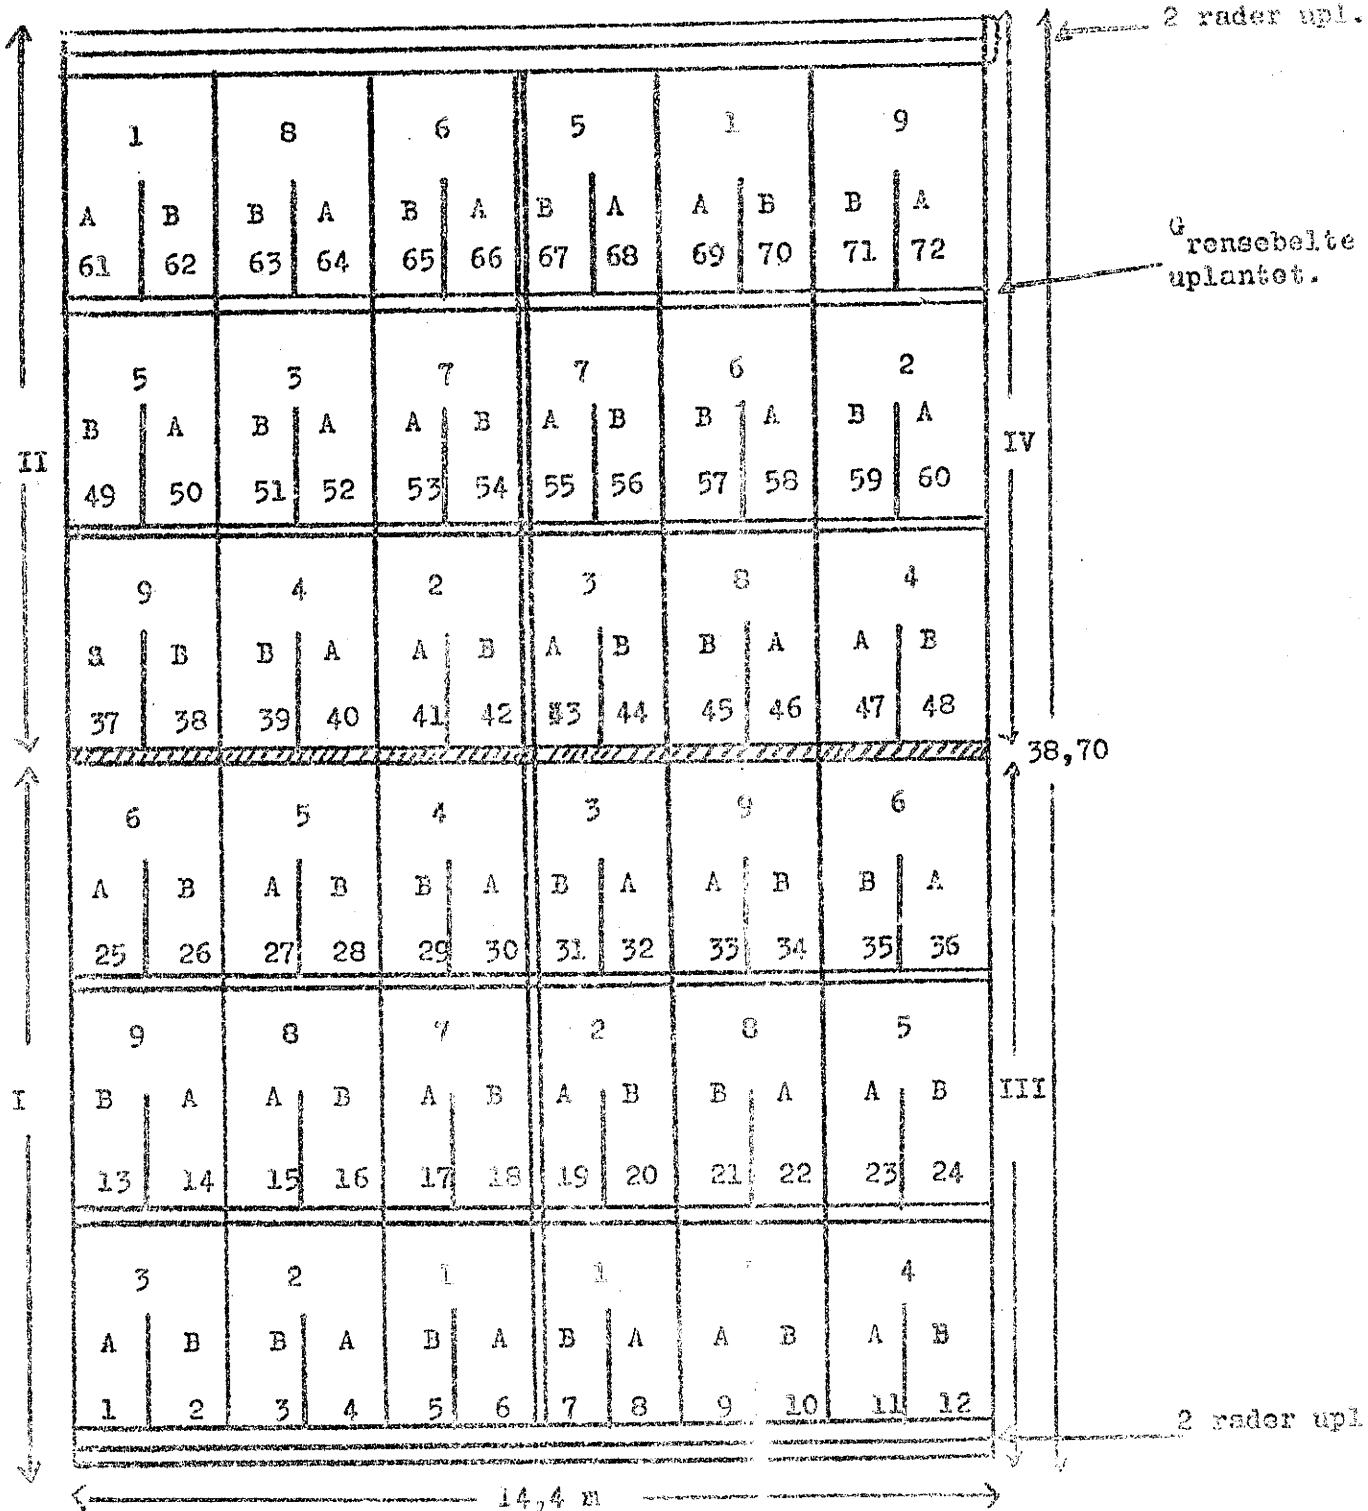 2 rader upl.
1 8 6 5 1 9
A B B A B A B A A B B A
61 62 63 64 65 66 67 68 69 70 71 72
Grensebelte
uplantet.
5 3 7 7 6 2
B A B A A B A B B A B A
II IV
49 50 51 52 53 54 55 56 57 58 59 60
9 4 2 3 8 4
a B B A A B A B B A A B
37 38 39 40 41 42 43 44 45 46 47 48
38,70
6 5 4 3 9 6
A B A B B A B A A B B A
25 26 27 28 29 30 31 32 33 34 35 36
9 8 7 2 8 5
I B A A B A B A B B A A B III
13 14 15 16 17 18 19 20 21 22 23 24
3 2 1 1 4
A B B A B A B A A B A B
1 2 3 4 5 6 7 8 9 10 11 12
2 rader upl
14,4 m